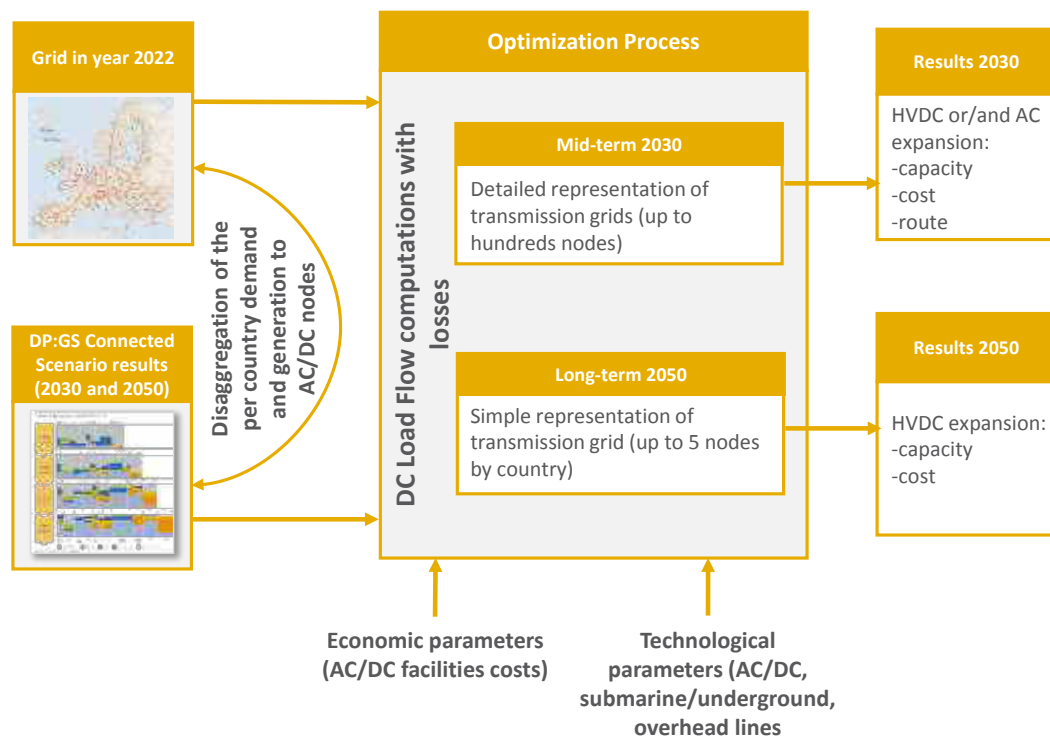 Grid in year 2022
Disaggregation of the
per country demand
and generation to
AC/DC nodes
DP:GS Connected
Scenario results
(2030 and 2050)
Optimization Process
DC Load Flow computations with
losses
Mid-term 2030
Detailed representation of
transmission grids (up to
hundreds nodes)
Long-term 2050
Simple representation of
transmission grid (up to 5 nodes
by country)
Results 2030
HVDC or/and AC
expansion:
-capacity
-cost
-route
Results 2050
HVDC expansion:
-capacity
-cost
Economic parameters
(AC/DC facilities costs)
Technological
parameters (AC/DC,
submarine/underground,
overhead lines